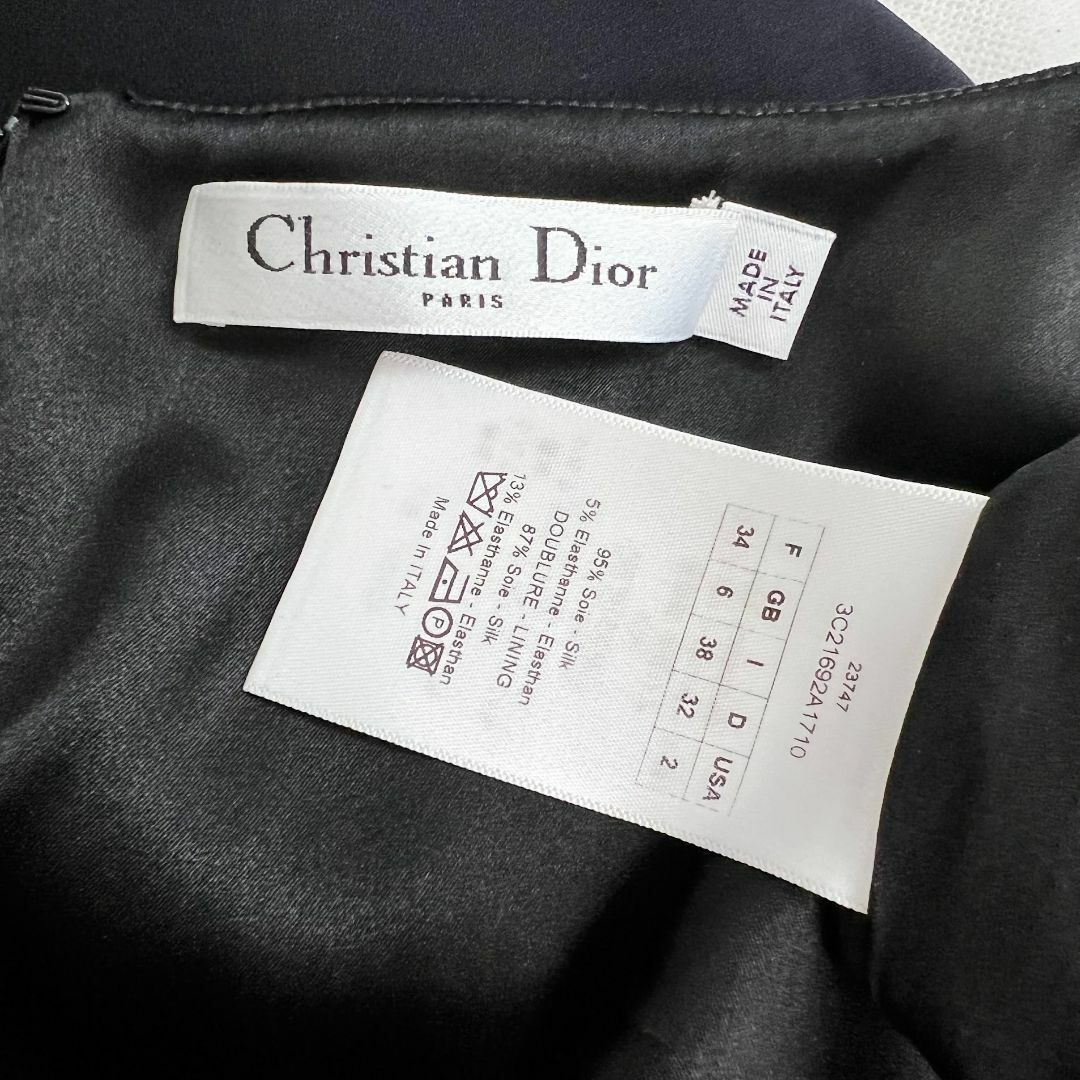 Christian Dior
PARIS
MADE
IN
ITALY
23747
3C21692A1710
F GB I D USA
34 6 38 32 2
95% Soie - Silk
5% Elasthanne - Elasthan
DOUBLURE - LINING
87% Soie - Silk
13% Elasthanne - Elasthan
P
Made In ITALY